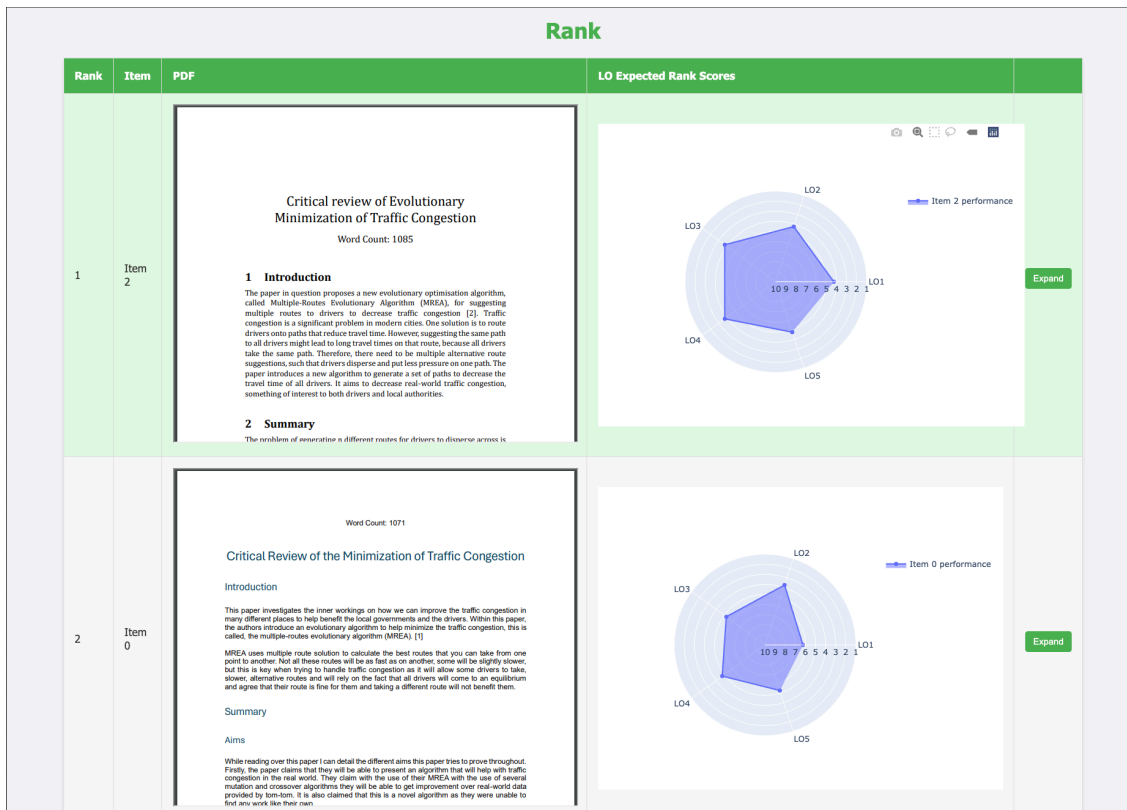 Rank
Rank Item PDF LO Expected Rank Scores
1
Item
2
Critical review of Evolutionary
Minimization of Traffic Congestion
Word Count: 1085
1 Introduction
The paper in question proposes a new evolutionary optimisation algorithm,
called Multiple-Routes Evolutionary Algorithm (MREA), for suggesting
multiple routes to drivers to decrease traffic congestion [2]. Traffic
congestion is a significant problem in modern cities. One solution is to route
drivers onto paths that reduce travel time. However, suggesting the same path
to all drivers might lead to long travel times on that route, because all drivers
take the same path. Therefore, there need to be multiple alternative route
suggestions, such that drivers disperse and put less pressure on one path. The
paper introduces a new algorithm to generate a set of paths to decrease the
travel time of all drivers. It aims to decrease real-world traffic congestion,
something of interest to both drivers and local authorities.
2 Summary
The problem of generating n different routes for drivers to disperse across is
LO2
Item 2 performance
LO3
LO1
10 9 8 7 6 5 4 3 2 1
LO4
LO5
Expand
2
Item
0
Word Count: 1071
Critical Review of the Minimization of Traffic Congestion
Introduction
This paper investigates the inner workings on how we can improve the traffic congestion in
many different places to help benefit the local governments and the drivers. Within this paper,
the authors introduce an evolutionary algorithm to help minimize the traffic congestion, this is
called, the multiple-routes evolutionary algorithm (MREA). [1]
MREA uses multiple route solution to calculate the best routes that you can take from one
point to another. Not all these routes will be as fast as on another, some will be slightly slower,
but this is key when trying to handle traffic congestion as it will allow some drivers to take,
slower, alternative routes and will rely on the fact that all drivers will come to an equilibrium
and agree that their route is fine for them and taking a different route will not benefit them.
Summary
Aims
While reading over this paper I can detail the different aims this paper tries to prove throughout.
Firstly, the paper claims that they will be able to present an algorithm that will help with traffic
congestion in the real world. They claim with the use of their MREA with the use of several
mutation and crossover algorithms they will be able to get improvement over real-world data
provided by tom-tom. It is also claimed that this is a novel algorithm as they were unable to
find any work like their own
LO2
Item 0 performance
LO3
LO1
10 9 8 7 6 5 4 3 2 1
LO4
LO5
Expand